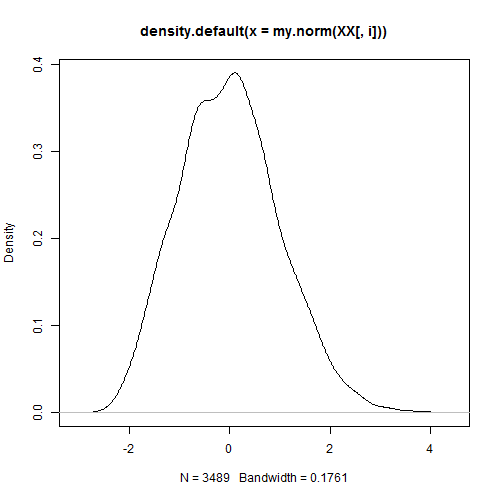 density.default(x = my.norm(XX[, i]))
Density
0.4
0.3
0.2
0.1
0.0
-2 0 2 4
N = 3489 Bandwidth = 0.1761